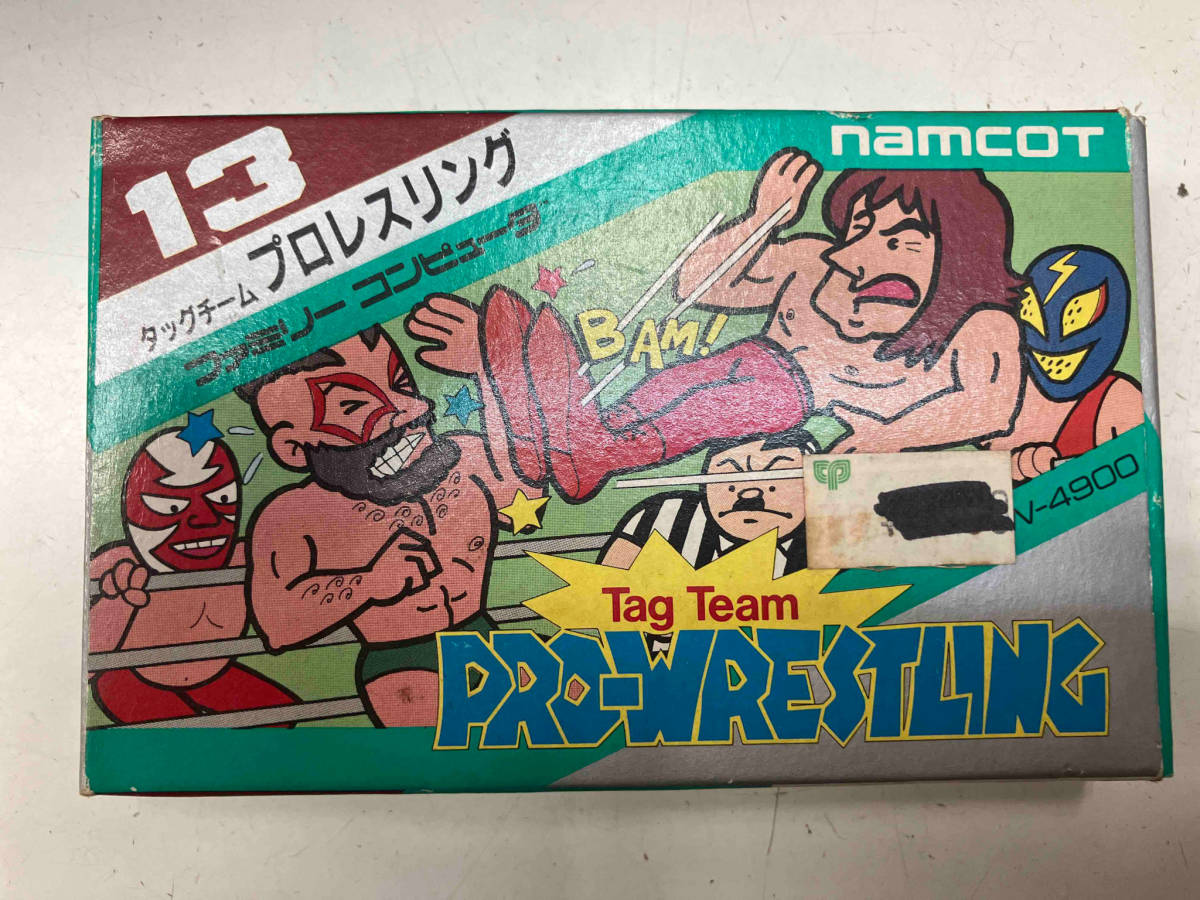 13
namcoт
タッグチーム プロレスリング
ファミリーコンピュータ
BAM!
V-4900
Tag Team
PRO-WRESTLING